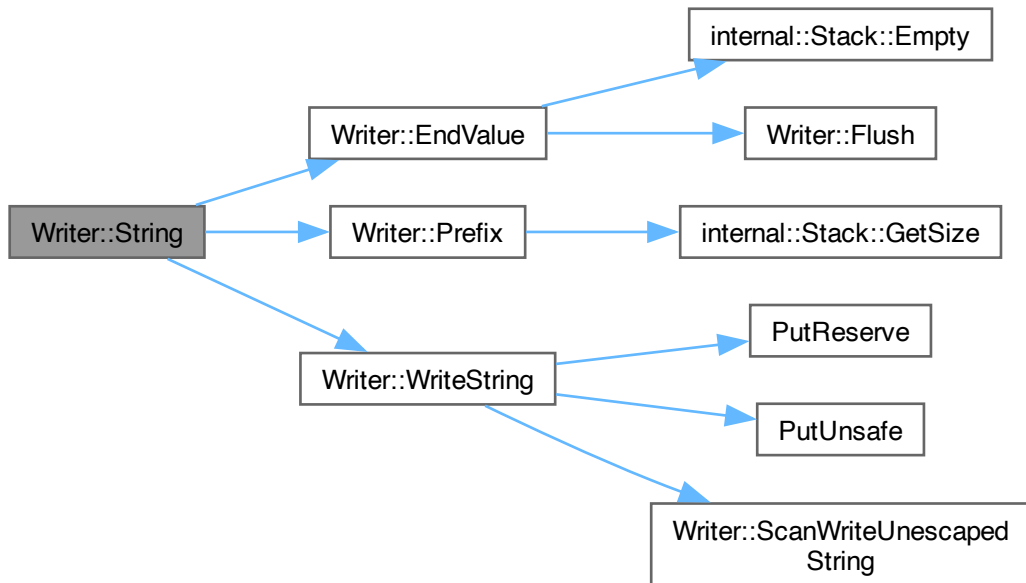 internal::Stack::Empty
Writer::EndValue
Writer::Flush
Writer::String
Writer::Prefix
internal::Stack::GetSize
PutReserve
Writer::WriteString
PutUnsafe
Writer::ScanWriteUnescaped
String